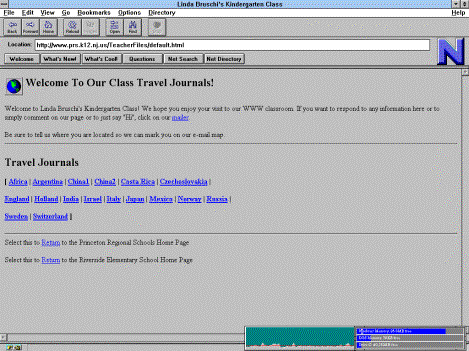 Linda Bruschi's Kindergarten Class
File Edit View Go Bookmarks Options Directory Help
Back Forward Home Reload Images Open Find Stop
Location: http://www.prs.k12.nj.us/TeacherFiles/default.html
Welcome What's New! What's Cool! Questions Net Search Net Directory
N
Welcome To Our Class Travel Journals!
Welcome to Linda Bruschi's Kindergarten Class! We hope you enjoy your visit to our WWW classroom. If you want to respond to any information here or to
simply comment on our page or to just say "Hi", click on our mailer.
Be sure to tell us where you are located so we can mark you on our e-mail map.
Travel Journals
[ Africa | Argentina | China1 | China2 | Costa Rica | Czechoslovakia |
England | Holland | India | Israel | Italy | Japan | Mexico | Norway | Russia |
Sweden | Switzerland ]
Select this to Return to the Princeton Regional Schools Home Page
Select this to Return to the Riverside Elementary School Home Page